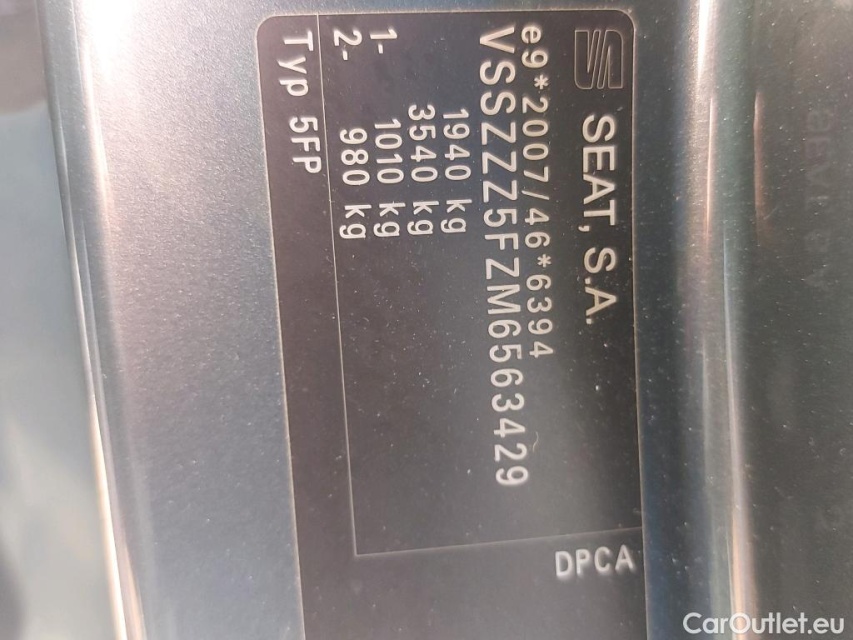 SEAT, S.A.
e9*2007/46*6394
VSSZZZ5FZM6563429
1940 kg
3540 kg
1- 1010 kg
2- 980 kg
Typ 5FP
DPCA
CarOutlet.eu